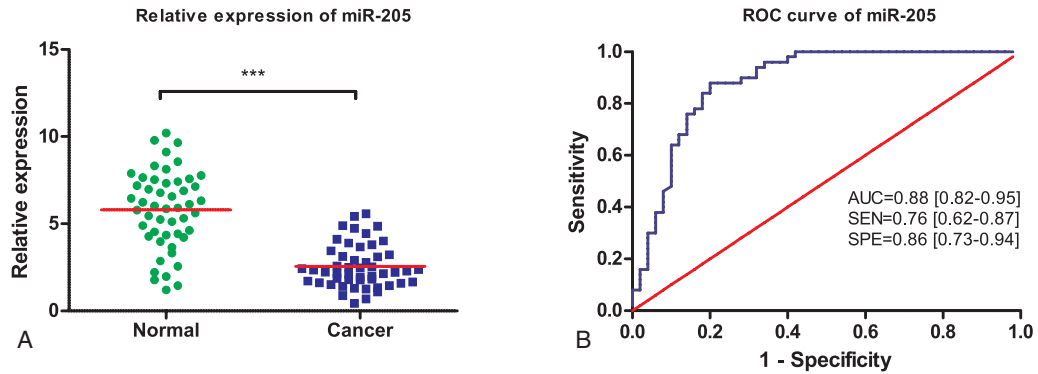 Relative expression of miR-205
15
10
5
0
Relative expression
***
Normal
Cancer
A
ROC curve of miR-205
1.0
0.8
0.6
0.4
0.2
0.0
Sensitivity
AUC=0.88 [0.82-0.95]
SEN=0.76 [0.62-0.87]
SPE=0.86 [0.73-0.94]
0.0 0.2 0.4 0.6 0.8 1.0
1 - Specificity
B